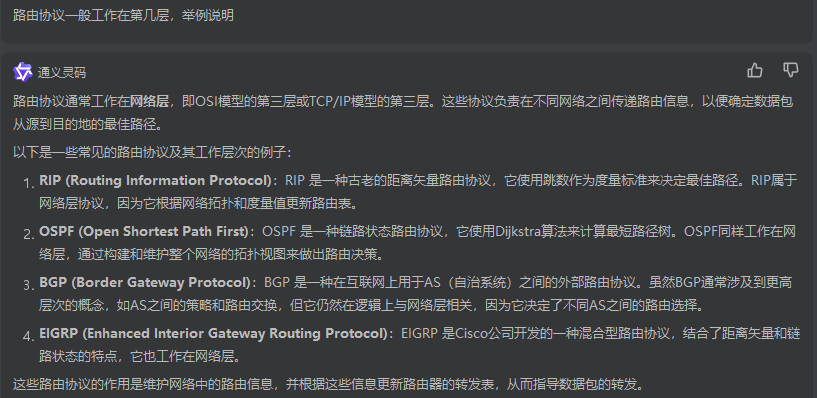 路由协议一般工作在第几层，举例说明
通义灵码
路由协议通常工作在网络层，即OSI模型的第三层或TCP/IP模型的第三层。这些协议负责在不同网络之间传递路由信息，以便确定数据包
从源到目的地的最佳路径。
以下是一些常见的路由协议及其工作层次的例子：
1. RIP (Routing Information Protocol)：RIP 是一种古老的距离矢量路由协议，它使用跳数作为度量标准来决定最佳路径。RIP属于
网络层协议，因为它根据网络拓扑和度量值更新路由表。
2. OSPF (Open Shortest Path First)：OSPF 是一种链路状态路由协议，它使用Dijkstra算法来计算最短路径树。OSPF同样工作在网
络层，通过构建和维护整个网络的拓扑视图来做出路由决策。
3. BGP (Border Gateway Protocol)：BGP 是一种在互联网上用于AS（自治系统）之间的外部路由协议。虽然BGP通常涉及到更高
层次的概念，如AS之间的策略和路由交换，但它仍然在逻辑上与网络层相关，因为它决定了不同AS之间的路由选择。
4. EIGRP (Enhanced Interior Gateway Routing Protocol)：EIGRP 是Cisco公司开发的一种混合型路由协议，结合了距离矢量和链
路状态的特点，它也工作在网络层。
这些路由协议的作用是维护网络中的路由信息，并根据这些信息更新路由器的转发表，从而指导数据包的转发。